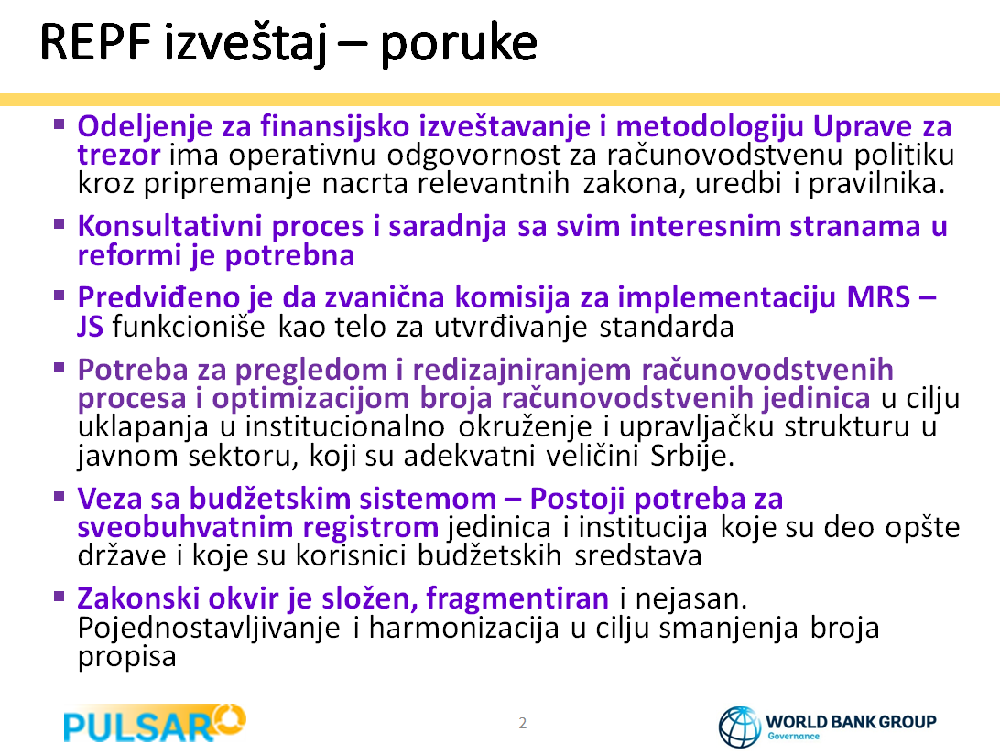 REPF izveštaj – poruke
▪ Odeljenje za finansijsko izveštavanje i metodologiju Uprave za
trezor ima operativnu odgovornost za računovodstvenu politiku
kroz pripremanje nacrta relevantnih zakona, uredbi i pravilnika.
▪ Konsultativni proces i saradnja sa svim interesnim stranama u
reformi je potrebna
▪ Predviđeno je da zvanična komisija za implementaciju MRS –
JS funkcioniše kao telo za utvrđivanje standarda
▪ Potreba za pregledom i redizajniranjem računovodstvenih
procesa i optimizacijom broja računovodstvenih jedinica u cilju
uklapanja u institucionalno okruženje i upravljačku strukturu u
javnom sektoru, koji su adekvatni veličini Srbije.
▪ Veza sa budžetskim sistemom – Postoji potreba za
sveobuhvatnim registrom jedinica i institucija koje su deo opšte
države i koje su korisnici budžetskih sredstava
▪ Zakonski okvir je složen, fragmentiran i nejasan.
Pojednostavljivanje i harmonizacija u cilju smanjenja broja
propisa
PULSAR
2
WORLD BANK GROUP
Governance